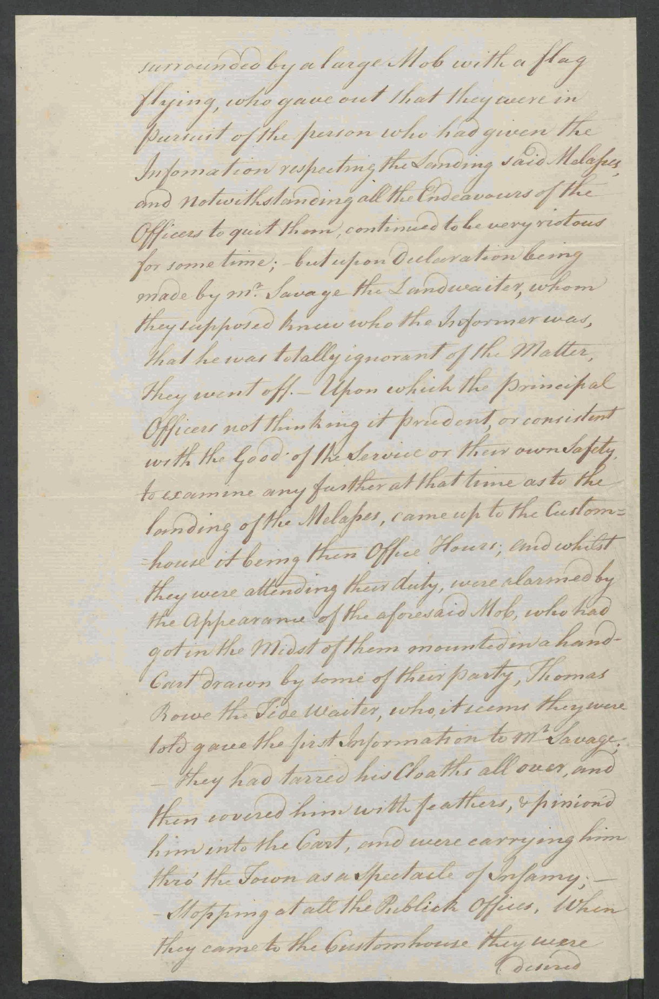 surrounded by a large Mob with a flag
flying, who gave out that they were in
pursuit of the person who had given the
Infomation respecting the Landing said Melaſses,
and notwithstanding all the Endeavours of the
Officers to quit them, continued to be very riotous
for some time; - but upon Declaration being
made by Mr. Savage the Landwaiter, whom
they supposed knew who the Informer was,
that he was totally ignorant of the Matter,
they went off. - Upon which the principal
Officers not thinking it prudent, or consistent
with the Good of the Service or their own Safety,
to examine any further at that time as to the
landing of the Melaſses, came up to the Custom=
=house it being then Office Hours; and whilst
they were attending their duty, were alarmed by
the Appearance of the aforesaid Mob, who had
got in the Midst of them mounted in a hand-
Cart drawn by some of their party, Thomas
Rowe the Tide Waiter, who, it seems they were
told gave the first Information to Mr Savage;
- they had tarred his Cloaths all over, and
then covered him with feathers, & pinion'd
him into the Cart, and were carrying him
thro' the Town as a Spectacle of Infamy; -
- Stopping at all the Publick Offices, When
they came to the Customhouse they were
desired